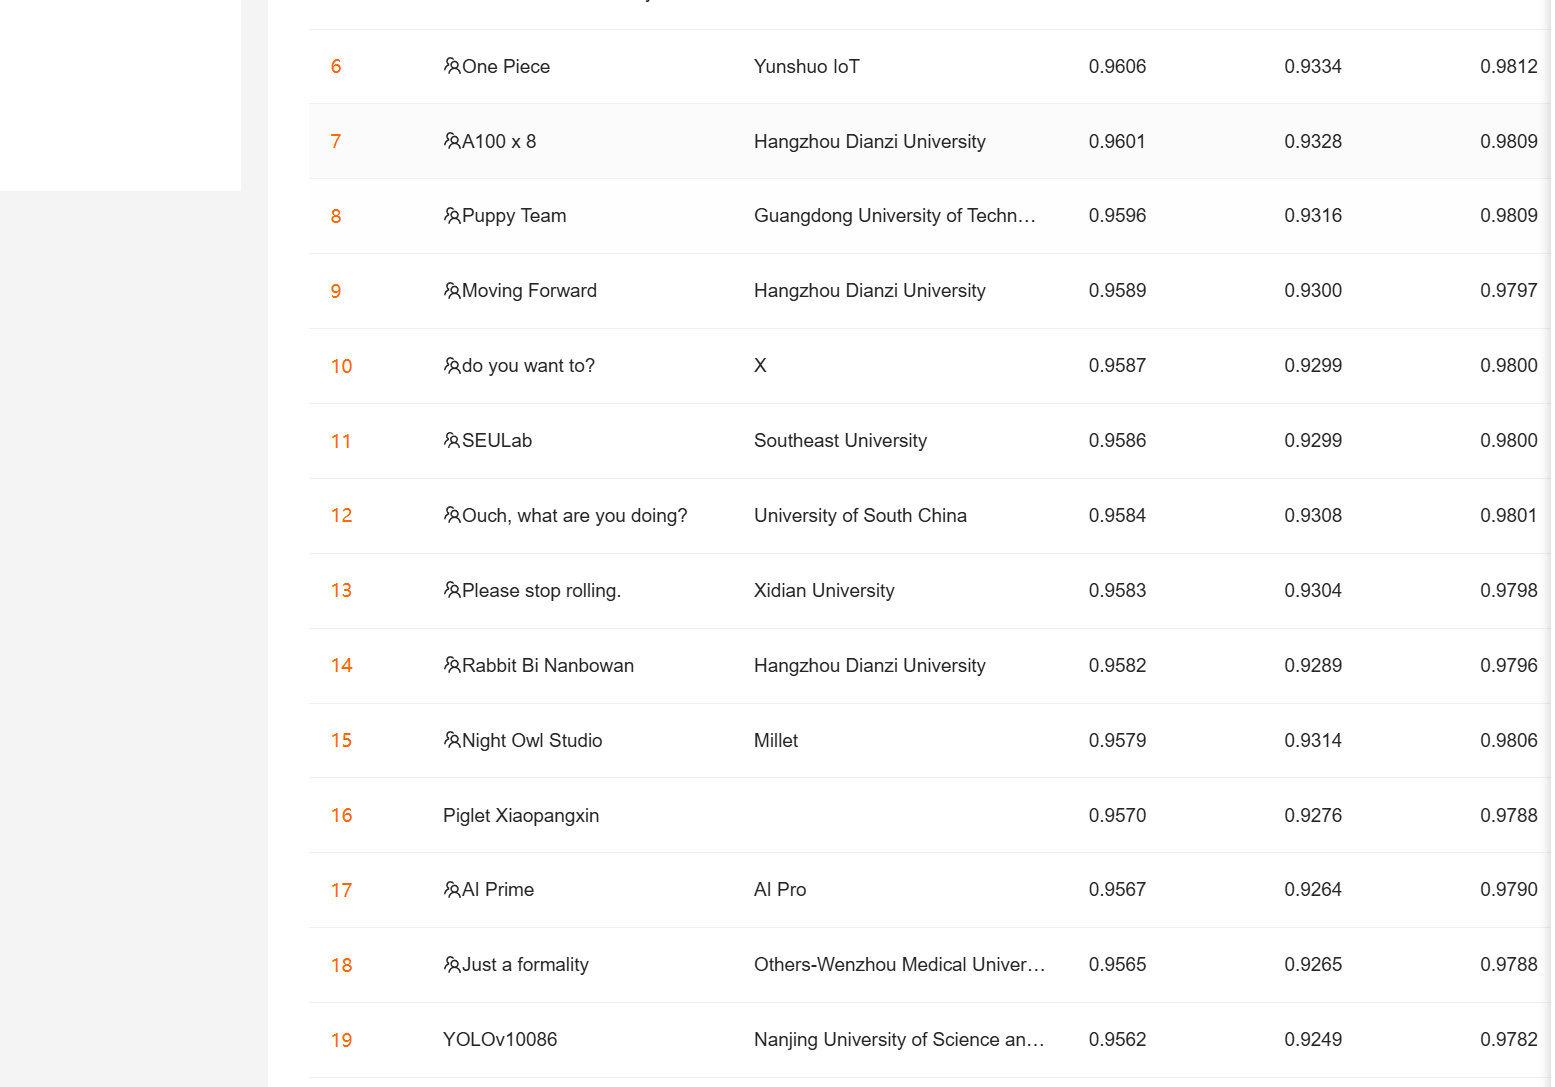 6 One Piece Yunshuo IoT 0.9606 0.9334 0.9812
7 A100 x 8 Hangzhou Dianzi University 0.9601 0.9328 0.9809
8 Puppy Team Guangdong University of Techn... 0.9596 0.9316 0.9809
9 Moving Forward Hangzhou Dianzi University 0.9589 0.9300 0.9797
10 do you want to? X 0.9587 0.9299 0.9800
11 SEULab Southeast University 0.9586 0.9299 0.9800
12 Ouch, what are you doing? University of South China 0.9584 0.9308 0.9801
13 Please stop rolling. Xidian University 0.9583 0.9304 0.9798
14 Rabbit Bi Nanbowan Hangzhou Dianzi University 0.9582 0.9289 0.9796
15 Night Owl Studio Millet 0.9579 0.9314 0.9806
16 Piglet Xiaopangxin 0.9570 0.9276 0.9788
17 AI Prime AI Pro 0.9567 0.9264 0.9790
18 Just a formality Others-Wenzhou Medical Univer... 0.9565 0.9265 0.9788
19 YOLOv10086 Nanjing University of Science an... 0.9562 0.9249 0.9782